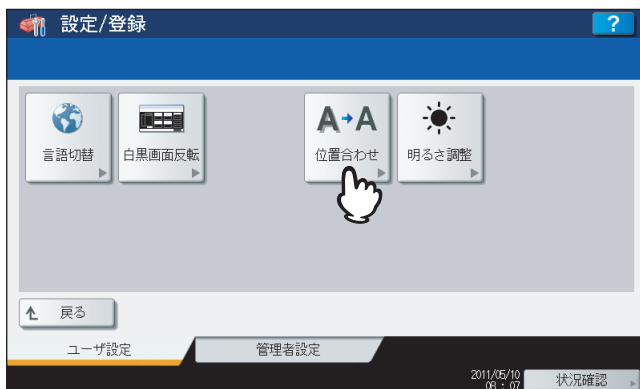 設定/登録
?
言語切替
白黒画面反転
A→A
位置合わせ
明るさ調整
戻る
ユーザ設定
管理者設定
2011/05/10
08 : 07
状況確認